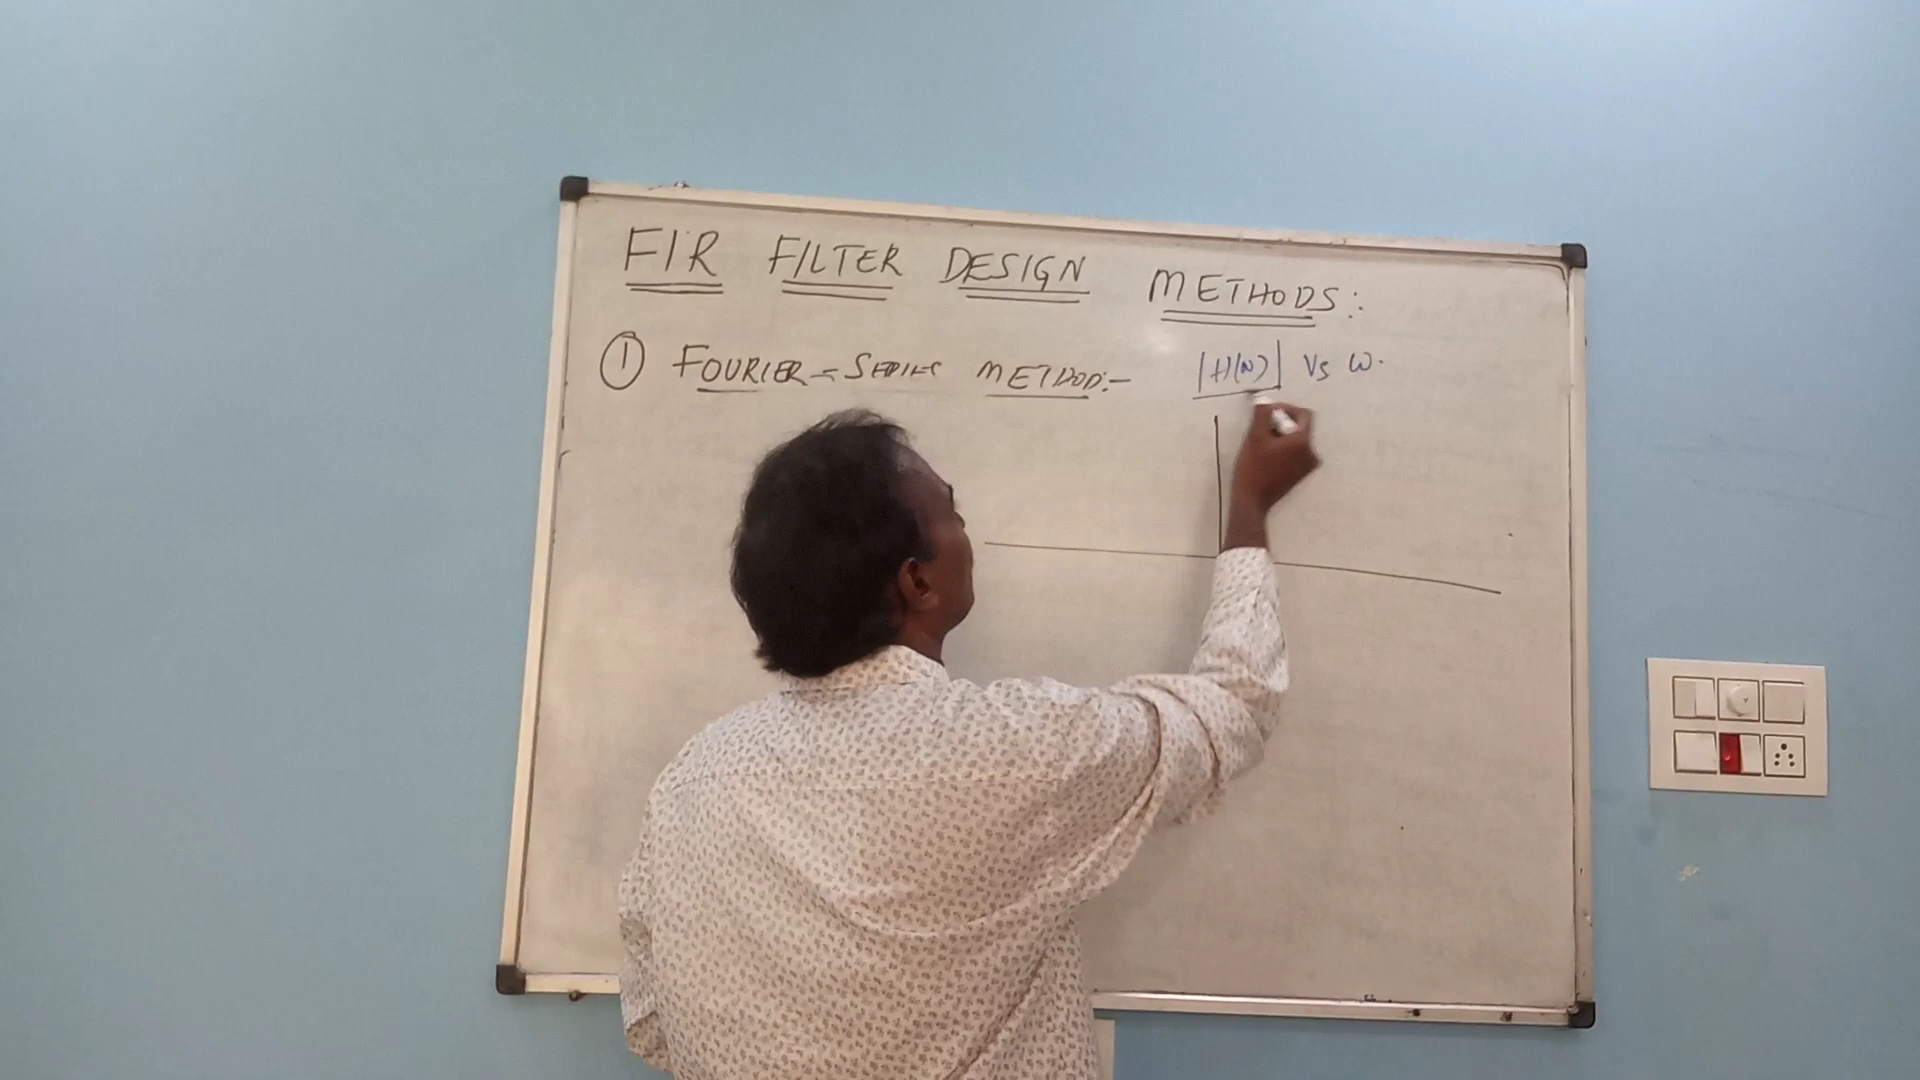 FIR FILTER DESIGN METHODS:
① FOURIER-SERIES METHOD:- |H(ω)| Vs ω.